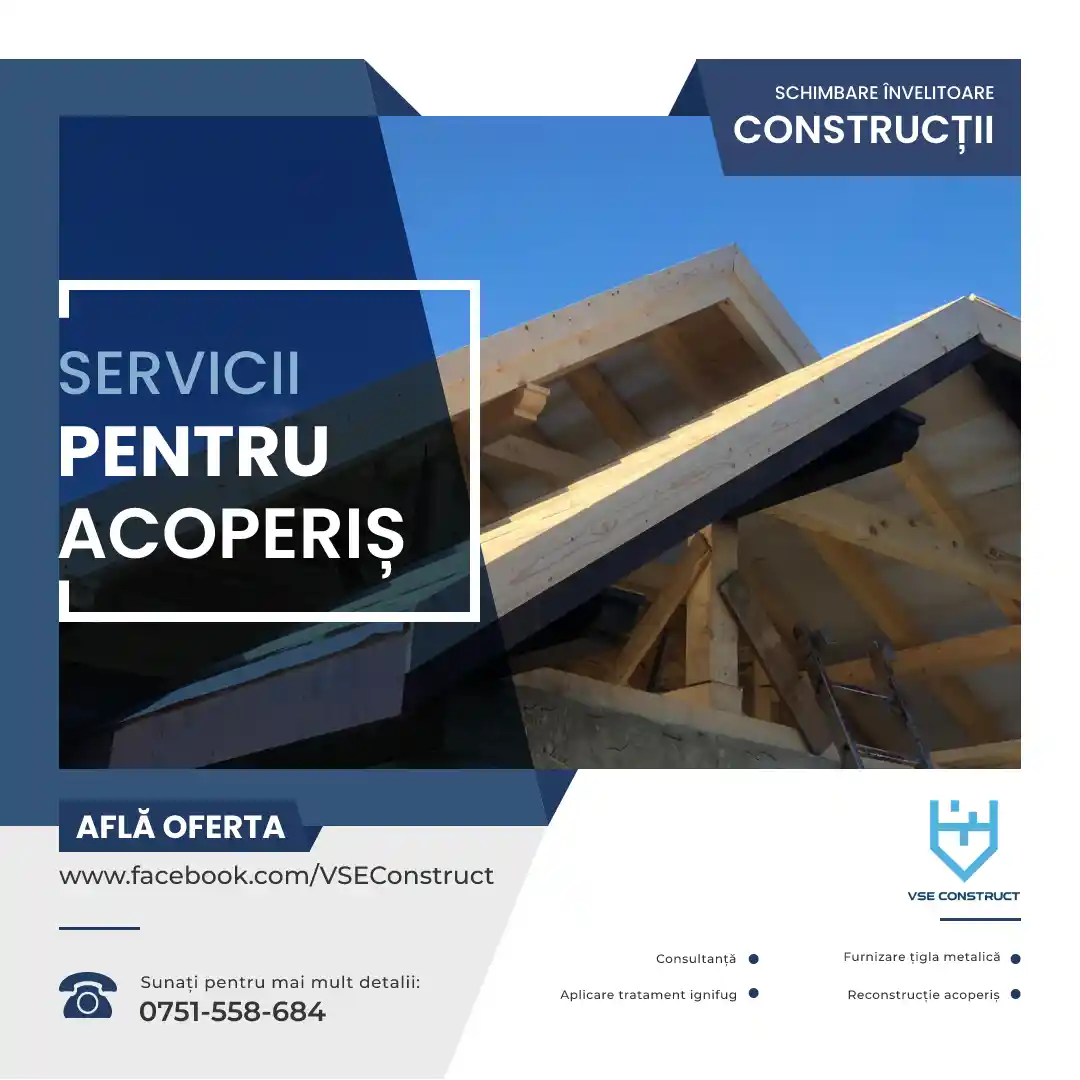 SCHIMBARE ÎNVELITOARE
CONSTRUCȚII
SERVICII
PENTRU
ACOPERIȘ
AFLĂ OFERTA
www.facebook.com/VSEConstruct
Sunați pentru mai mult detalii:
0751-558-684
VSE CONSTRUCT
Consultanță
Furnizare țigla metalică
Aplicare tratament ignifug
Reconstrucție acoperiș